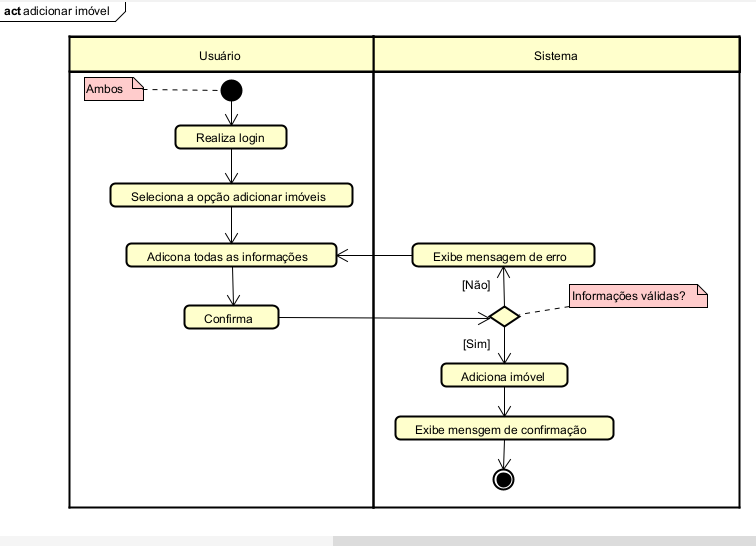 act adicionar imóvel
Usuário
Sistema
Ambos
Realiza login
Seleciona a opção adicionar imóveis
Adicona todas as informações
Exibe mensagem de erro
[Não]
Informações válidas?
Confirma
[Sim]
Adiciona imóvel
Exibe mensgem de confirmação